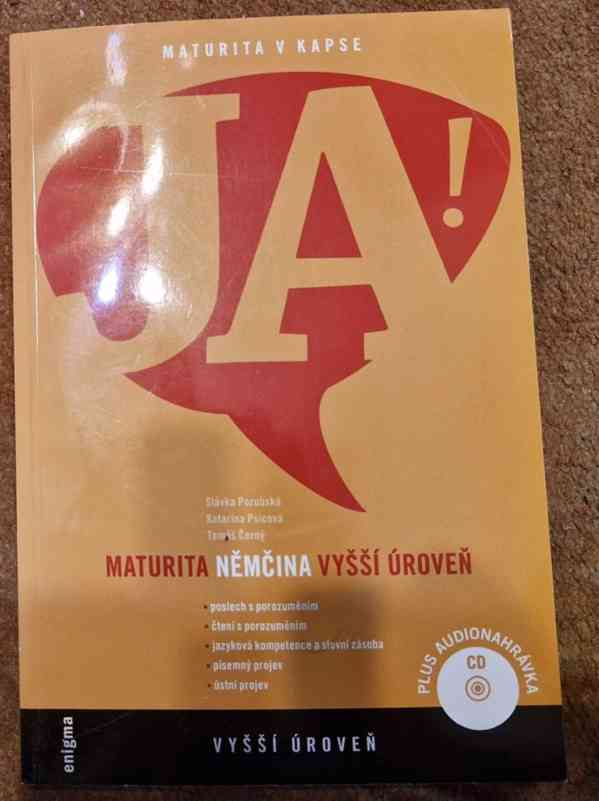 MATURITA V KAPSE
JA!
Slávka Porubská
Katarína Psicová
Tomáš Černý
MATURITA NĚMČINA VYŠŠÍ ÚROVEŇ
• poslech s porozuměním
• čtení s porozuměním
• jazyková kompetence a slovní zásoba
• písemný projev
• ústní projev
PLUS AUDIONAHRÁVKA
CD
enigma
VYŠŠÍ ÚROVEŇ